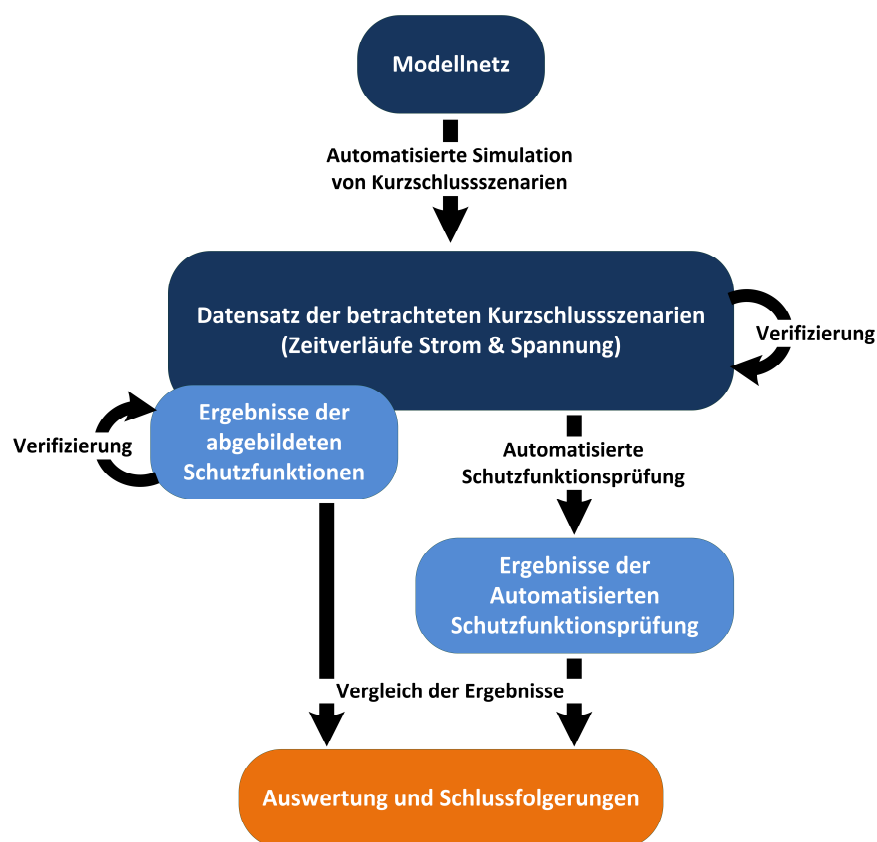 Modellnetz
Automatisierte Simulation
von Kurzschlussszenarien
Datensatz der betrachteten Kurzschlussszenarien
(Zeitverläufe Strom & Spannung)
Verifizierung
Ergebnisse der
abgebildeten
Schutzfunktionen
Verifizierung
Automatisierte
Schutzfunktionsprüfung
Ergebnisse der
Automatisierten
Schutzfunktionsprüfung
Vergleich der Ergebnisse
Auswertung und Schlussfolgerungen